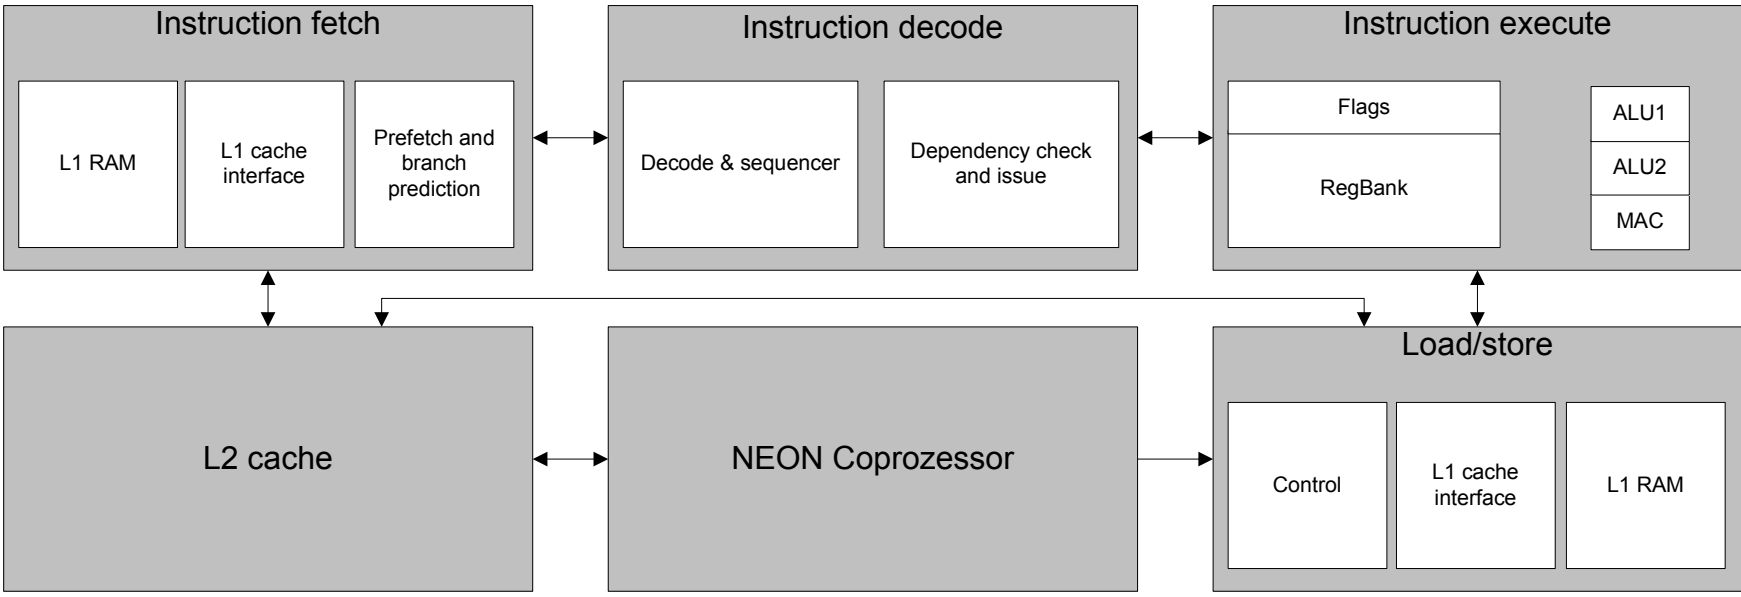 Instruction fetch
L1 RAM
L1 cache
interface
Prefetch and
branch
prediction
Instruction decode
Decode & sequencer
Dependency check
and issue
Instruction execute
Flags
RegBank
ALU1
ALU2
MAC
L2 cache
NEON Coprozessor
Load/store
Control
L1 cache
interface
L1 RAM